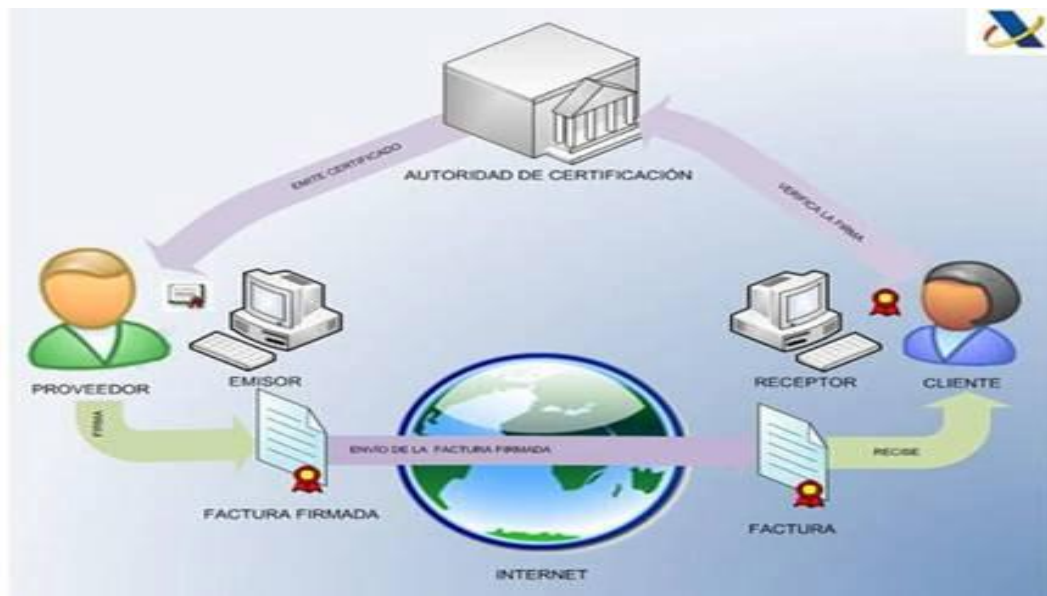 EMITE CERTIFICADO
AUTORIDAD DE CERTIFICACIÓN
VERIFICA LA FIRMA
PROVEEDOR
EMISOR
RECEPTOR
CLIENTE
FIRMA
ENVÍO DE LA FACTURA FIRMADA
RECIBE
FACTURA FIRMADA
FACTURA
INTERNET